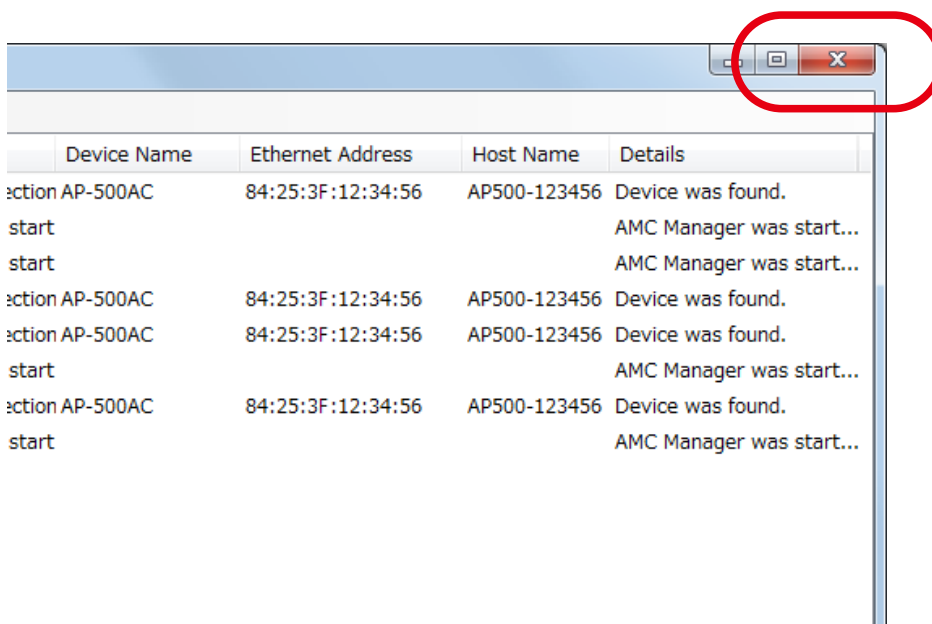 Device Name Ethernet Address Host Name Details
ection AP-500AC 84:25:3F:12:34:56 AP500-123456 Device was found.
start AMC Manager was start...
start AMC Manager was start...
ection AP-500AC 84:25:3F:12:34:56 AP500-123456 Device was found.
ection AP-500AC 84:25:3F:12:34:56 AP500-123456 Device was found.
start AMC Manager was start...
ection AP-500AC 84:25:3F:12:34:56 AP500-123456 Device was found.
start AMC Manager was start...